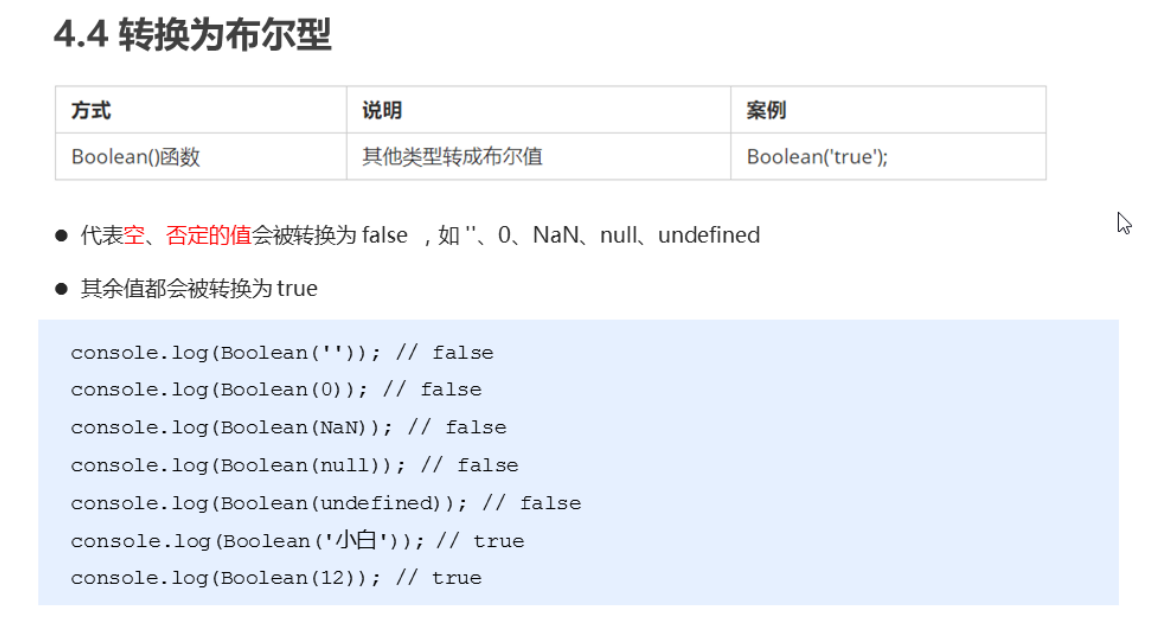 4.4 转换为布尔型
方式 说明 案例
Boolean()函数 其他类型转成布尔值 Boolean('true');
● 代表空、否定的值会被转换为 false ，如 ''、0、NaN、null、undefined
● 其余值都会被转换为 true
console.log(Boolean('')); // false
console.log(Boolean(0)); // false
console.log(Boolean(NaN)); // false
console.log(Boolean(null)); // false
console.log(Boolean(undefined)); // false
console.log(Boolean('小白')); // true
console.log(Boolean(12)); // true